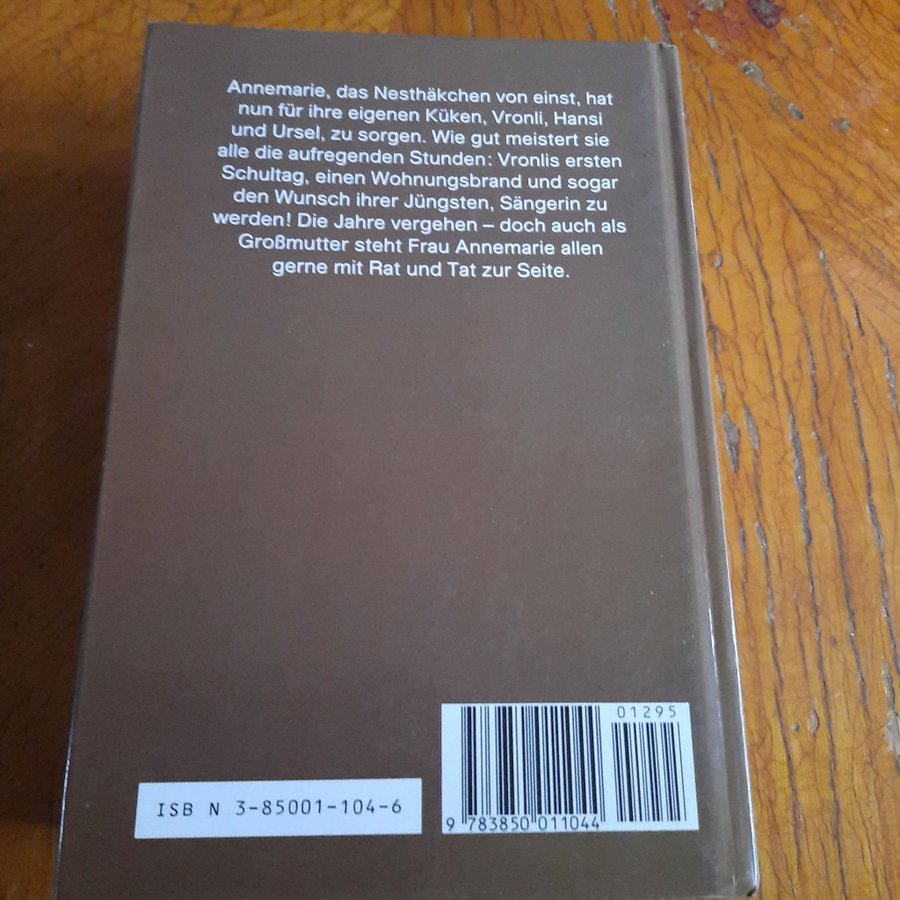 Annemarie, das Nesthäkchen von einst, hat
nun für ihre eigenen Küken, Vronli, Hansi
und Ursel, zu sorgen. Wie gut meistert sie
alle die aufregenden Stunden: Vronlis ersten
Schultag, einen Wohnungsbrand und sogar
den Wunsch ihrer Jüngsten, Sängerin zu
werden! Die Jahre vergehen – doch auch als
Großmutter steht Frau Annemarie allen
gerne mit Rat und Tat zur Seite.
01295
ISB N 3-85001-104-6
9 783850 011044